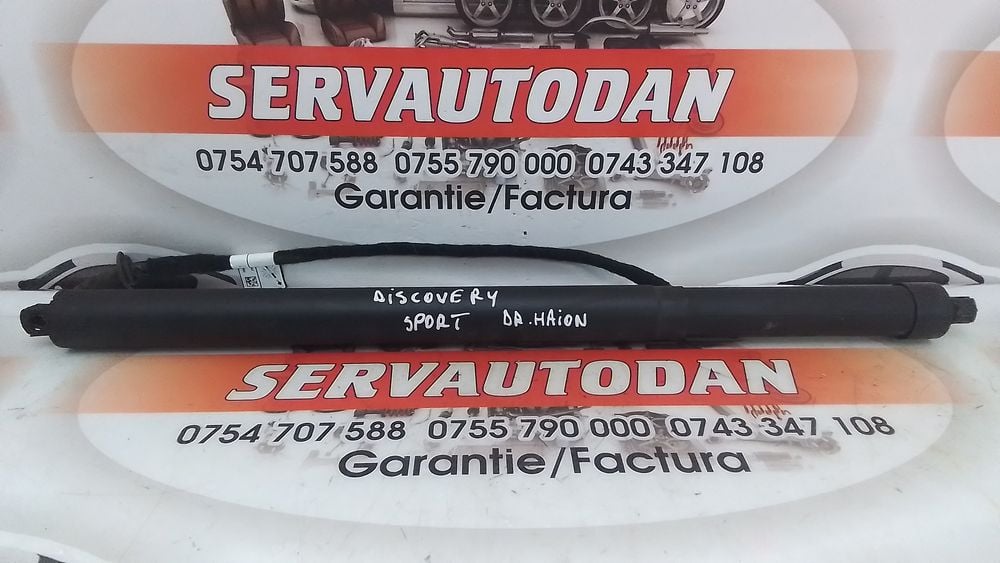 SERVAUTODAN
0754 707 588 0755 790 000 0743 347 108
Garantie/Factura
DISCOVERY
SPORT DR.HAION
SERVAUTODAN
0754 707 588 0755 790 000 0743 347 108
Garantie/Factura